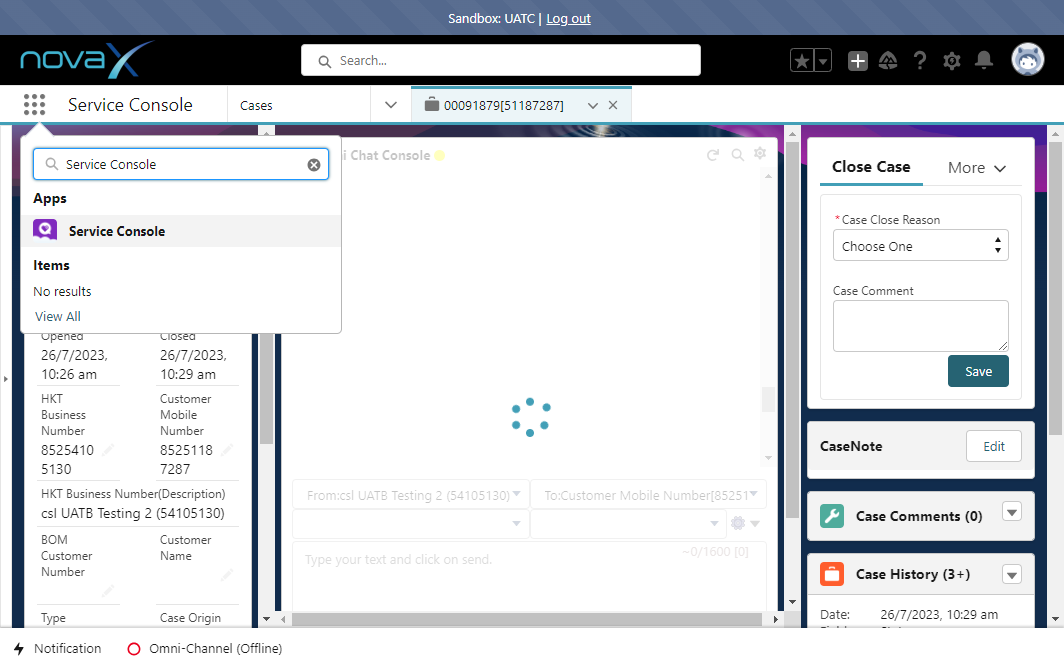 Sandbox: UATC | Log out
novaX
Search...
Service Console
Cases
00091879[51187287]
Service Console
Apps
Service Console
Items
No results
View All
i Chat Console
Opened
Closed
26/7/2023,
10:26 am
26/7/2023,
10:29 am
HKT
Business
Number
Customer
Mobile
Number
8525410
5130
8525118
7287
HKT Business Number(Description)
csl UATB Testing 2 (54105130)
BOM
Customer
Number
Customer
Name
Type
Case Origin
From:csl UATB Testing 2 (54105130)
To:Customer Mobile Number[85251
Type your text and click on send.
~0/1600 [0]
Close Case
More
*Case Close Reason
Choose One
Case Comment
Save
CaseNote
Edit
Case Comments (0)
Case History (3+)
Date:
26/7/2023, 10:29 am
Notification
Omni-Channel (Offline)